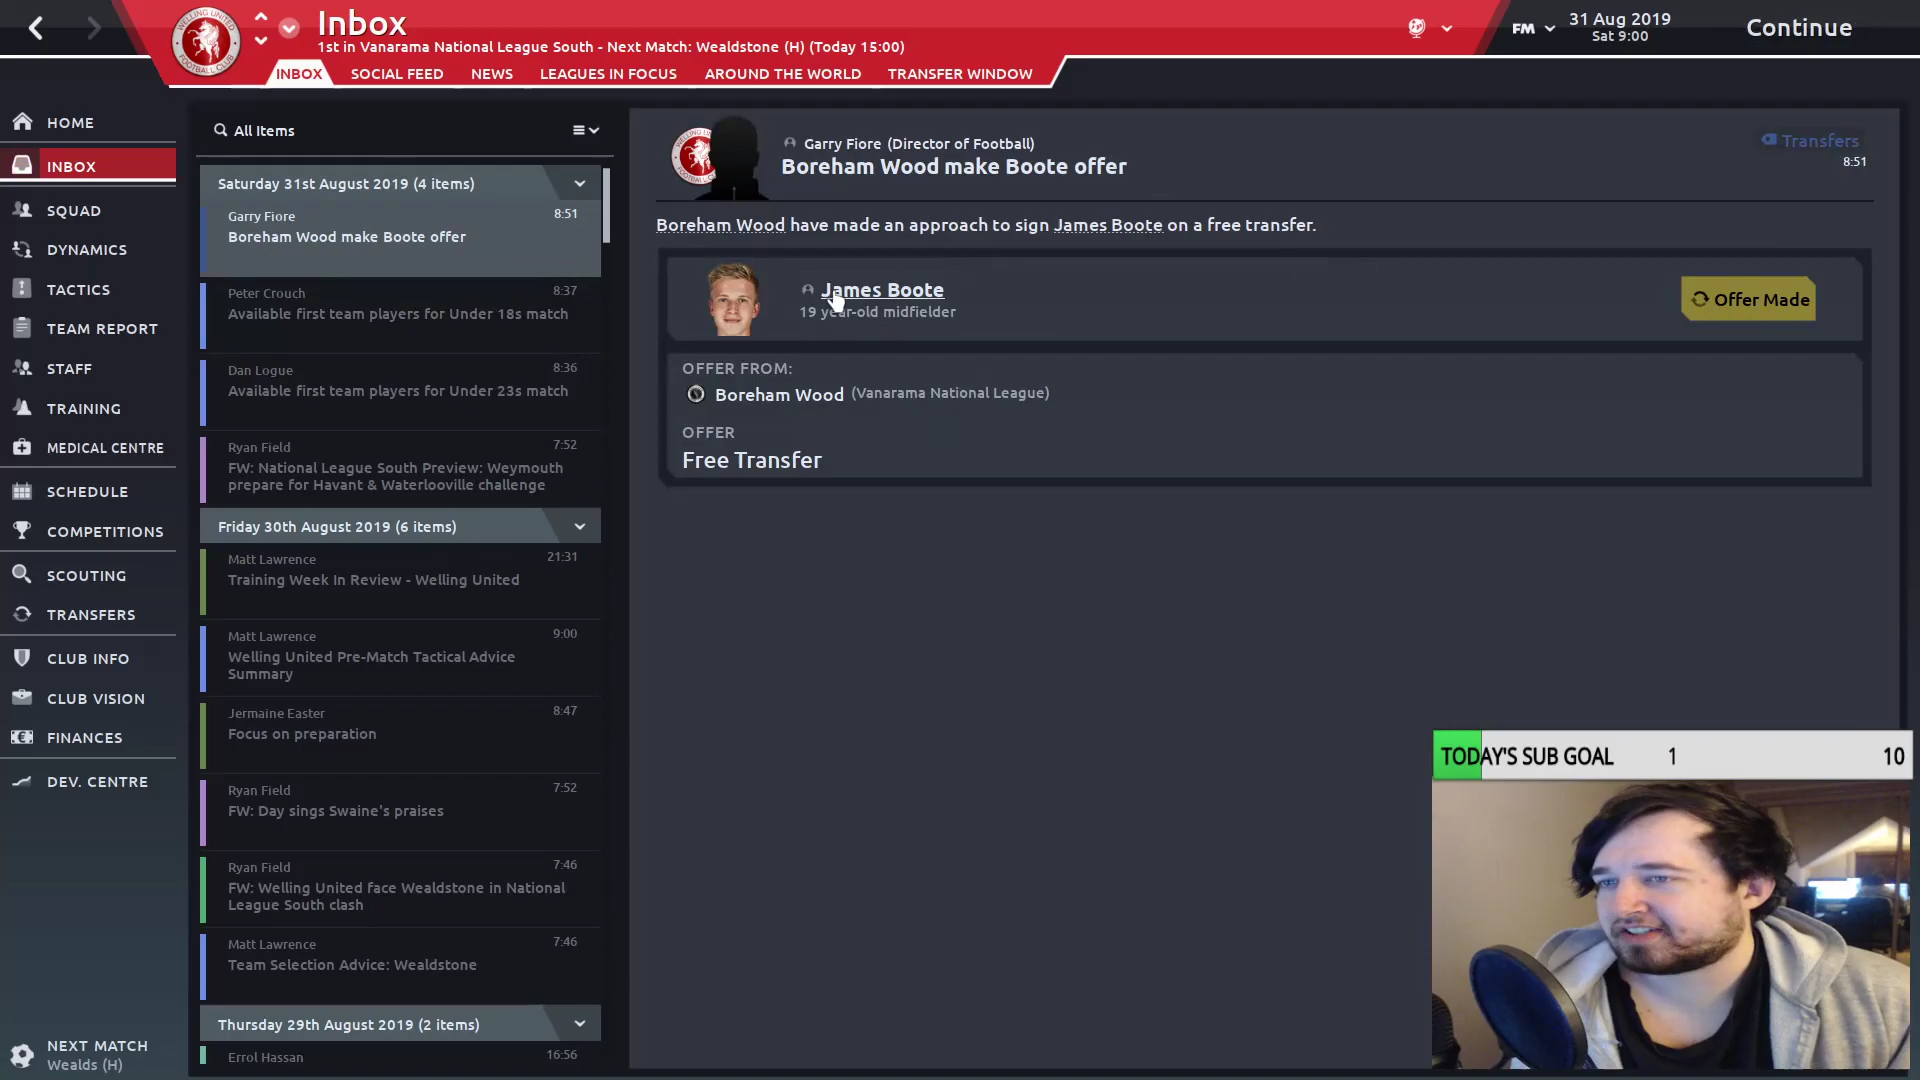 Inbox
1st in Vanarama National League South - Next Match: Wealdstone (H) (Today 15:00)
FM
31 Aug 2019
Sat 9:00
Continue
INBOX
SOCIAL FEED
NEWS
LEAGUES IN FOCUS
AROUND THE WORLD
TRANSFER WINDOW
HOME
INBOX
SQUAD
DYNAMICS
TACTICS
TEAM REPORT
STAFF
TRAINING
MEDICAL CENTRE
SCHEDULE
COMPETITIONS
SCOUTING
TRANSFERS
CLUB INFO
CLUB VISION
FINANCES
DEV. CENTRE
NEXT MATCH
Wealds (H)
All Items
Saturday 31st August 2019 (4 items)
Garry Fiore 8:51
Boreham Wood make Boote offer
Peter Crouch 8:37
Available first team players for Under 18s match
Dan Logue 8:36
Available first team players for Under 23s match
Ryan Field 7:52
FW: National League South Preview: Weymouth
prepare for Havant & Waterlooville challenge
Friday 30th August 2019 (6 items)
Matt Lawrence 21:31
Training Week In Review - Welling United
Matt Lawrence 9:00
Welling United Pre-Match Tactical Advice
Summary
Jermaine Easter 8:47
Focus on preparation
Ryan Field 7:52
FW: Day sings Swaine's praises
Ryan Field 7:46
FW: Welling United face Wealdstone in National
League South clash
Matt Lawrence 7:46
Team Selection Advice: Wealdstone
Thursday 29th August 2019 (2 items)
Errol Hassan 16:56
Garry Fiore (Director of Football)
Boreham Wood make Boote offer
Transfers
8:51
Boreham Wood have made an approach to sign James Boote on a free transfer.
James Boote
19 year-old midfielder
Offer Made
OFFER FROM:
Boreham Wood (Vanarama National League)
OFFER
Free Transfer
TODAY'S SUB GOAL 1 10